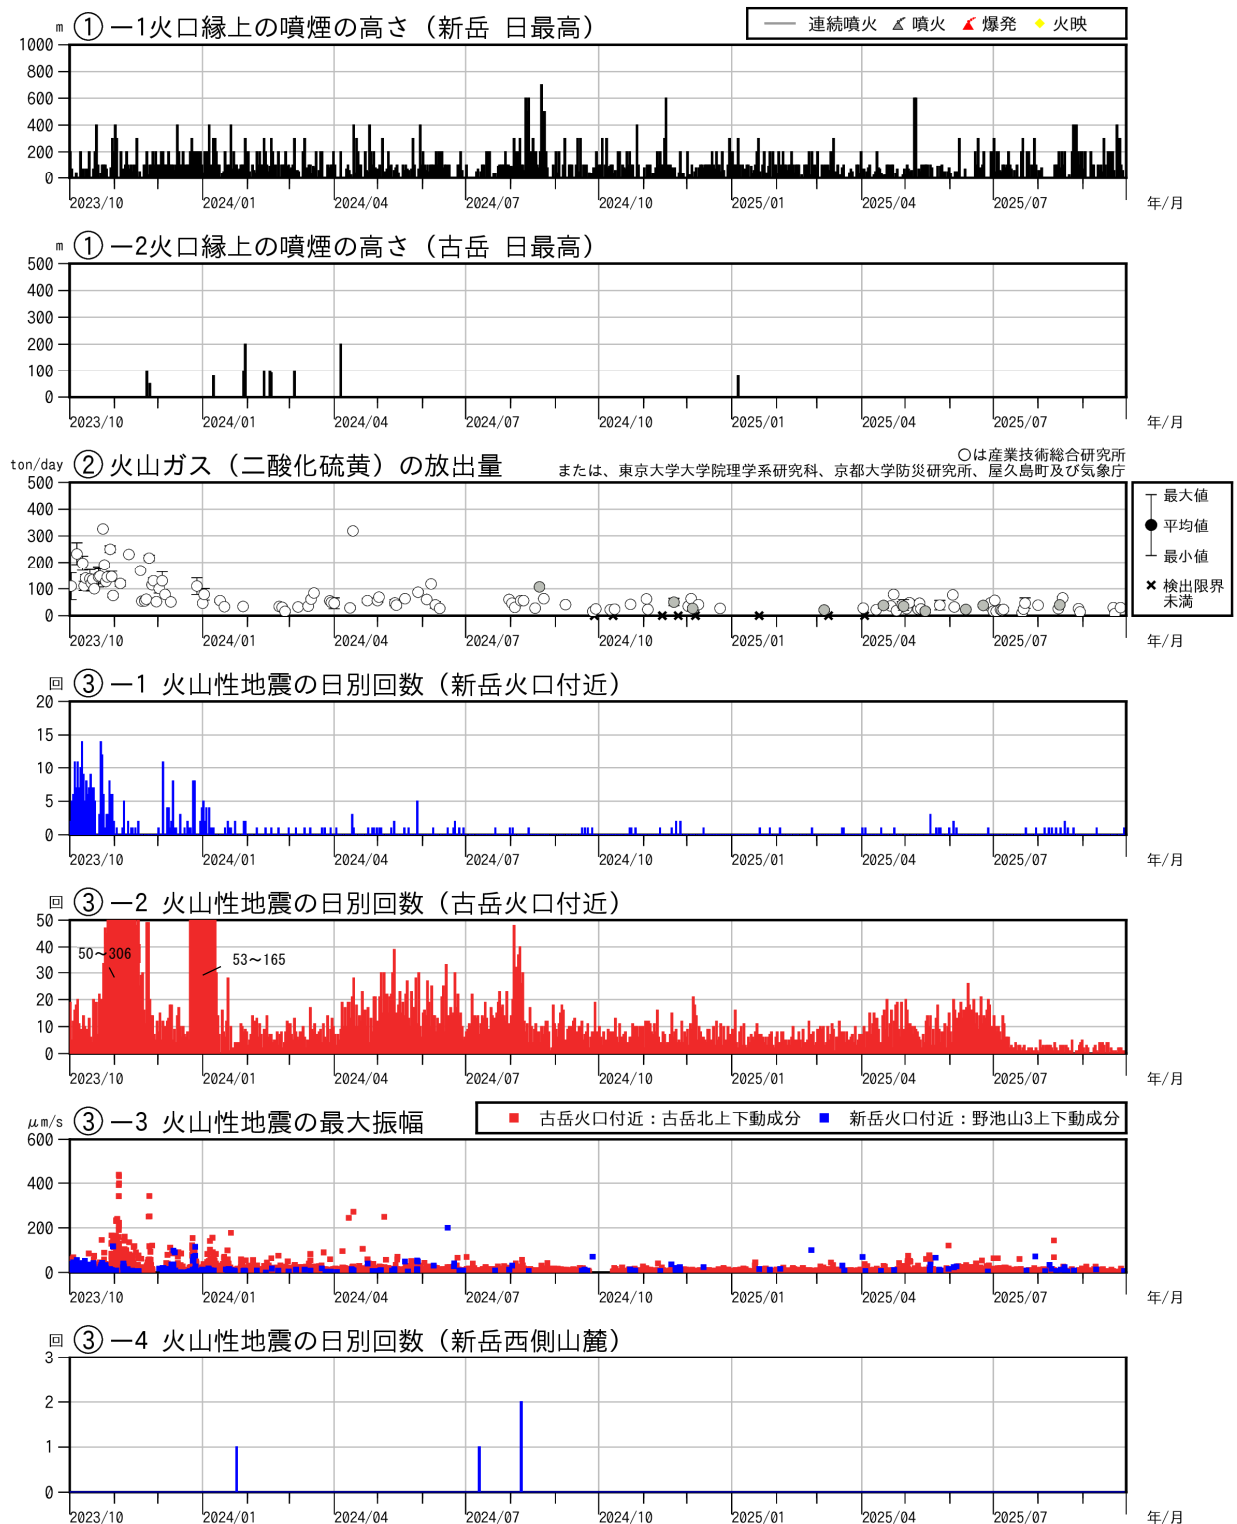 m ①－1火口縁上の噴煙の高さ（新岳 日最高）
連続噴火 噴火 爆発 火映
1000
800
600
400
200
0
2023/10 2024/01 2024/04 2024/07 2024/10 2025/01 2025/04 2025/07 年/月
m ①－2火口縁上の噴煙の高さ（古岳 日最高）
500
400
300
200
100
0
2023/10 2024/01 2024/04 2024/07 2024/10 2025/01 2025/04 2025/07 年/月
ton/day ②火山ガス（二酸化硫黄）の放出量
○は産業技術総合研究所
または、東京大学大学院理学系研究科、京都大学防災研究所、屋久島町及び気象庁
500
400
300
200
100
0
最大値
平均値
最小値
検出限界
未満
2023/10 2024/01 2024/04 2024/07 2024/10 2025/01 2025/04 2025/07 年/月
回 ③－1 火山性地震の日別回数（新岳火口付近）
20
15
10
5
0
2023/10 2024/01 2024/04 2024/07 2024/10 2025/01 2025/04 2025/07 年/月
回 ③－2 火山性地震の日別回数（古岳火口付近）
50
40
30
20
10
0
50～306
53～165
2023/10 2024/01 2024/04 2024/07 2024/10 2025/01 2025/04 2025/07 年/月
μm/s ③－3 火山性地震の最大振幅
古岳火口付近：古岳北上下動成分 新岳火口付近：野池山3上下動成分
600
400
200
0
2023/10 2024/01 2024/04 2024/07 2024/10 2025/01 2025/04 2025/07 年/月
回 ③－4 火山性地震の日別回数（新岳西側山麓）
3
2
1
0
2023/10 2024/01 2024/04 2024/07 2024/10 2025/01 2025/04 2025/07 年/月